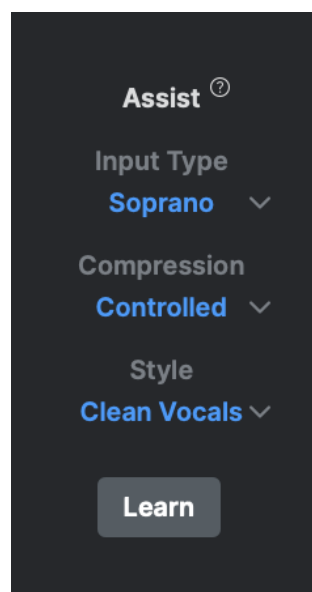 Assist ?
Input Type
Soprano
Compression
Controlled
Style
Clean Vocals
Learn